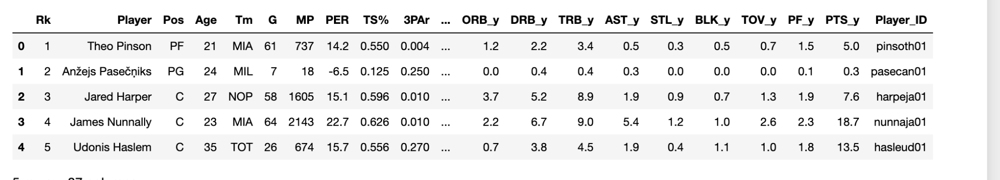 Rk Player Pos Age Tm G MP PER TS% 3PAr ... ORB_y DRB_y TRB_y AST_y STL_y BLK_y TOV_y PF_y PTS_y Player_ID
0 1 Theo Pinson PF 21 MIA 61 737 14.2 0.550 0.004 ... 1.2 2.2 3.4 0.5 0.3 0.5 0.7 1.5 5.0 pinsoth01
1 2 Anžejs Pasečņiks PG 24 MIL 7 18 -6.5 0.125 0.250 ... 0.0 0.4 0.4 0.3 0.0 0.0 0.0 0.1 0.3 pasecan01
2 3 Jared Harper C 27 NOP 58 1605 15.1 0.596 0.010 ... 3.7 5.2 8.9 1.9 0.9 0.7 1.3 1.9 7.6 harpeja01
3 4 James Nunnally C 23 MIA 64 2143 22.7 0.626 0.010 ... 2.2 6.7 9.0 5.4 1.2 1.0 2.6 2.3 18.7 nunnaja01
4 5 Udonis Haslem C 35 TOT 26 674 15.7 0.556 0.270 ... 0.7 3.8 4.5 1.9 0.4 1.1 1.0 1.8 13.5 hasleud01